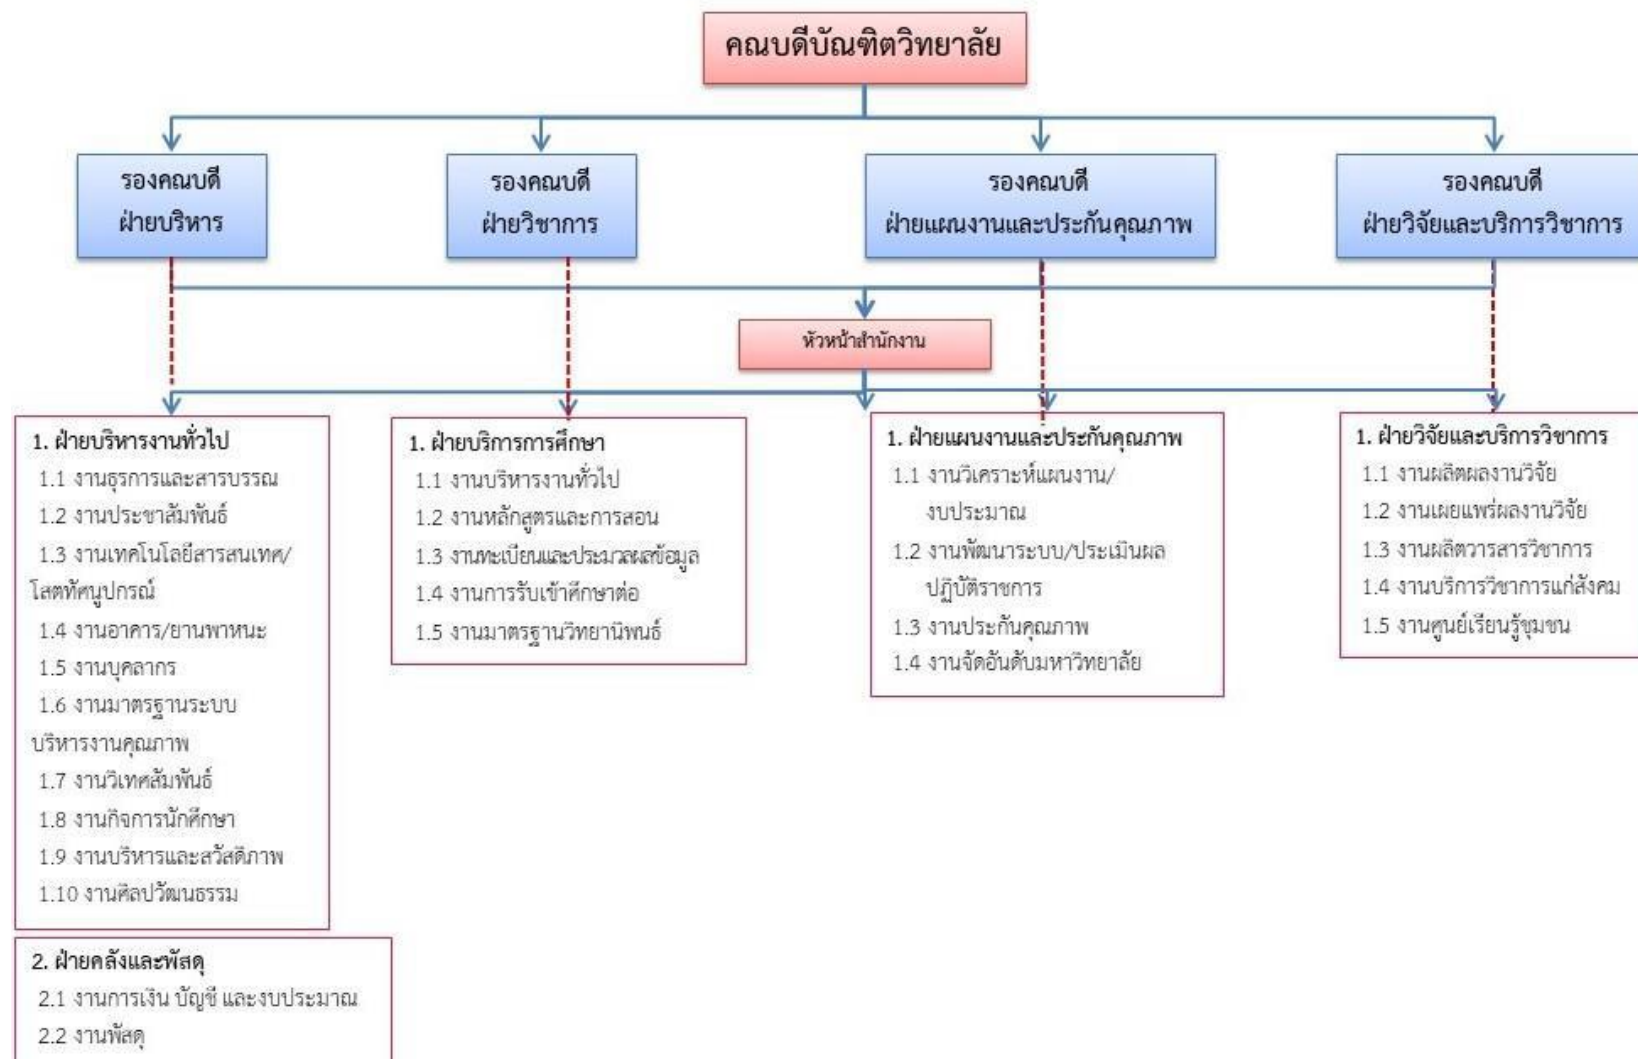 คณบดีบัณฑิตวิทยาลัย
รองคณบดี
ฝ่ายบริหาร
รองคณบดี
ฝ่ายวิชาการ
รองคณบดี
ฝ่ายแผนงานและประกันคุณภาพ
รองคณบดี
ฝ่ายวิจัยและบริการวิชาการ
หัวหน้าสำนักงาน
1. ฝ่ายบริหารงานทั่วไป
1.1 งานธุรการและสารบรรณ
1.2 งานประชาสัมพันธ์
1.3 งานเทคโนโลยีสารสนเทศ/
โสตทัศนูปกรณ์
1.4 งานอาคาร/ยานพาหนะ
1.5 งานบุคลากร
1.6 งานมาตรฐานระบบ
บริหารงานคุณภาพ
1.7 งานวิเทศสัมพันธ์
1.8 งานกิจการนักศึกษา
1.9 งานบริหารและสวัสดิภาพ
1.10 งานศิลปวัฒนธรรม
2. ฝ่ายคลังและพัสดุ
2.1 งานการเงิน บัญชี และงบประมาณ
2.2 งานพัสดุ
1. ฝ่ายบริการการศึกษา
1.1 งานบริหารงานทั่วไป
1.2 งานหลักสูตรและการสอน
1.3 งานทะเบียนและประมวลผลข้อมูล
1.4 งานการรับเข้าศึกษาต่อ
1.5 งานมาตรฐานวิทยานิพนธ์
1. ฝ่ายแผนงานและประกันคุณภาพ
1.1 งานวิเคราะห์แผนงาน/
งบประมาณ
1.2 งานพัฒนาระบบ/ประเมินผล
ปฏิบัติราชการ
1.3 งานประกันคุณภาพ
1.4 งานจัดอันดับมหาวิทยาลัย
1. ฝ่ายวิจัยและบริการวิชาการ
1.1 งานผลิตผลงานวิจัย
1.2 งานเผยแพร่ผลงานวิจัย
1.3 งานผลิตวารสารวิชาการ
1.4 งานบริการวิชาการแก่สังคม
1.5 งานศูนย์เรียนรู้ชุมชน